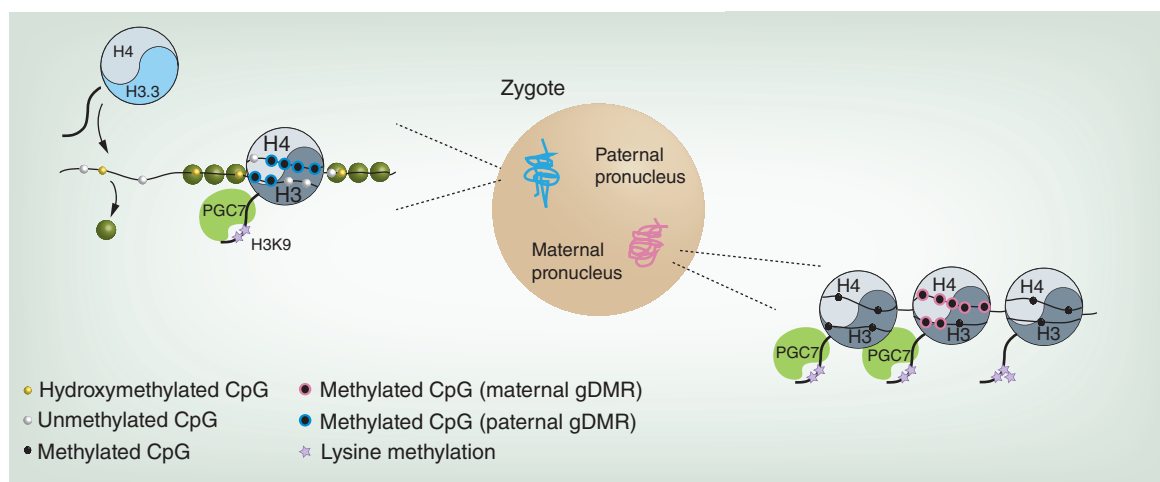 H4
H3.3
H4
H3
PGC7
H3K9
Zygote
Paternal
pronucleus
Maternal
pronucleus
H4
H3
PGC7
H4
H3
PGC7
H4
H3
Hydroxymethylated CpG
Unmethylated CpG
Methylated CpG
Methylated CpG (maternal gDMR)
Methylated CpG (paternal gDMR)
Lysine methylation